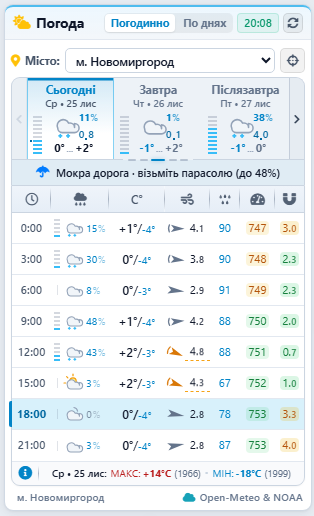 Погода Погодинно По днях 20:08
Місто: м. Новомиргород
Сьогодні Завтра Післязавтра
Ср • 25 лис Чт • 26 лис Пт • 27 лис
11% 1% 38%
0,8 0,1 4,0
0° ... +2° -1° ... +2° -1° ... 0°
Мокра дорога · візьміть парасолю (до 48%)
C°
0:00 15% +1°/-4° 4.1 90 747 3.0
3:00 30% 0°/-4° 3.8 90 748 2.3
6:00 8% 0°/-3° 2.9 91 749 2.3
9:00 48% +1°/-4° 4.2 88 750 2.0
12:00 43% +2°/-3° 4.8 88 751 0.7
15:00 3% +2°/-3° 4.3 67 752 1.0
18:00 0% 0°/-4° 2.8 78 753 3.3
21:00 3% 0°/-4° 2.8 87 753 4.0
Ср • 25 лис: МАКС: +14°C (1966) · МІН: -18°C (1999)
м. Новомиргород Open-Meteo & NOAA